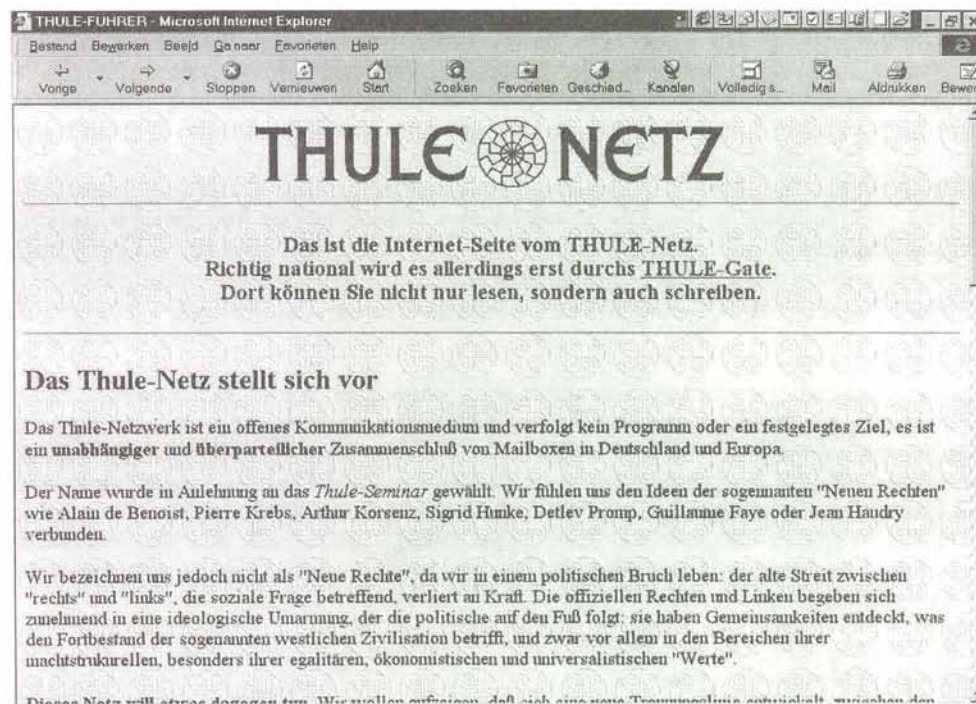 THULE-FUHRER - Microsoft Internet Explorer
Bestand Bewerken Beeld Ga naar Favorieten Help
Vorige Volgende Stoppen Vernieuwen Start Zoeken Favorieten Geschied... Kanalen Volledig s... Mail Afdrukken Bewer
THULE NETZ
Das ist die Internet-Seite vom THULE-Netz.
Richtig national wird es allerdings erst durchs THULE-Gate.
Dort können Sie nicht nur lesen, sondern auch schreiben.
Das Thule-Netz stellt sich vor
Das Thule-Netzwerk ist ein offenes Kommunikationsmedium und verfolgt kein Programm oder ein festgelegtes Ziel, es ist
ein unabhängiger und überparteilicher Zusammenschluß von Mailboxen in Deutschland und Europa.
Der Name wurde in Anlehnung an das Thule-Seminar gewählt. Wir fühlen uns den Ideen der sogennanten "Neuen Rechten"
wie Alain de Benoist, Pierre Krebs, Arthur Korsenz, Sigrid Hunke, Detlev Promp, Guillaume Faye oder Jean Haudry
verbunden.
Wir bezeichnen uns jedoch nicht als "Neue Rechte", da wir in einem politischen Bruch leben: der alte Streit zwischen
"rechts" und "links", die soziale Frage betreffend, verliert an Kraft. Die offiziellen Rechten und Linken begeben sich
zunehmend in eine ideologische Umarmung, der die politische auf den Fuß folgt: sie haben Gemeinsamkeiten entdeckt, was
den Fortbestand der sogenannten westlichen Zivilisation betrifft, und zwar vor allem in den Bereichen ihrer
machtstrukurellen, besonders ihrer egalitären, ökonomistischen und universalistischen "Werte".
Dieses Netz will etwas dagegen tun. Wir wollen aufzeigen, daß sich eine neue Trennungslinie entwickelt, zwischen den